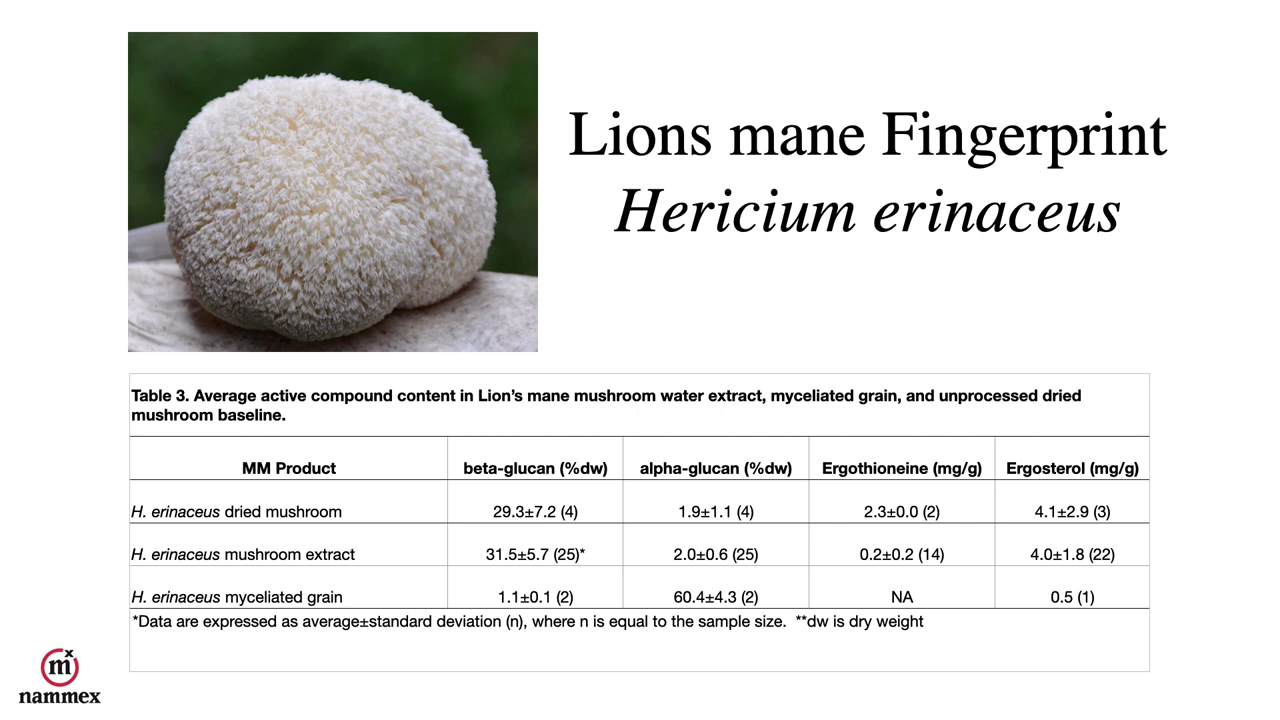 Lions mane Fingerprint
Hericium erinaceus
Table 3. Average active compound content in Lion’s mane mushroom water extract, myceliated grain, and unprocessed dried
mushroom baseline.
MM Product beta-glucan (%dw) alpha-glucan (%dw) Ergothioneine (mg/g) Ergosterol (mg/g)
H. erinaceus dried mushroom 29.3±7.2 (4) 1.9±1.1 (4) 2.3±0.0 (2) 4.1±2.9 (3)
H. erinaceus mushroom extract 31.5±5.7 (25)* 2.0±0.6 (25) 0.2±0.2 (14) 4.0±1.8 (22)
H. erinaceus myceliated grain 1.1±0.1 (2) 60.4±4.3 (2) NA 0.5 (1)
*Data are expressed as average±standard deviation (n), where n is equal to the sample size. **dw is dry weight
mx
nammex